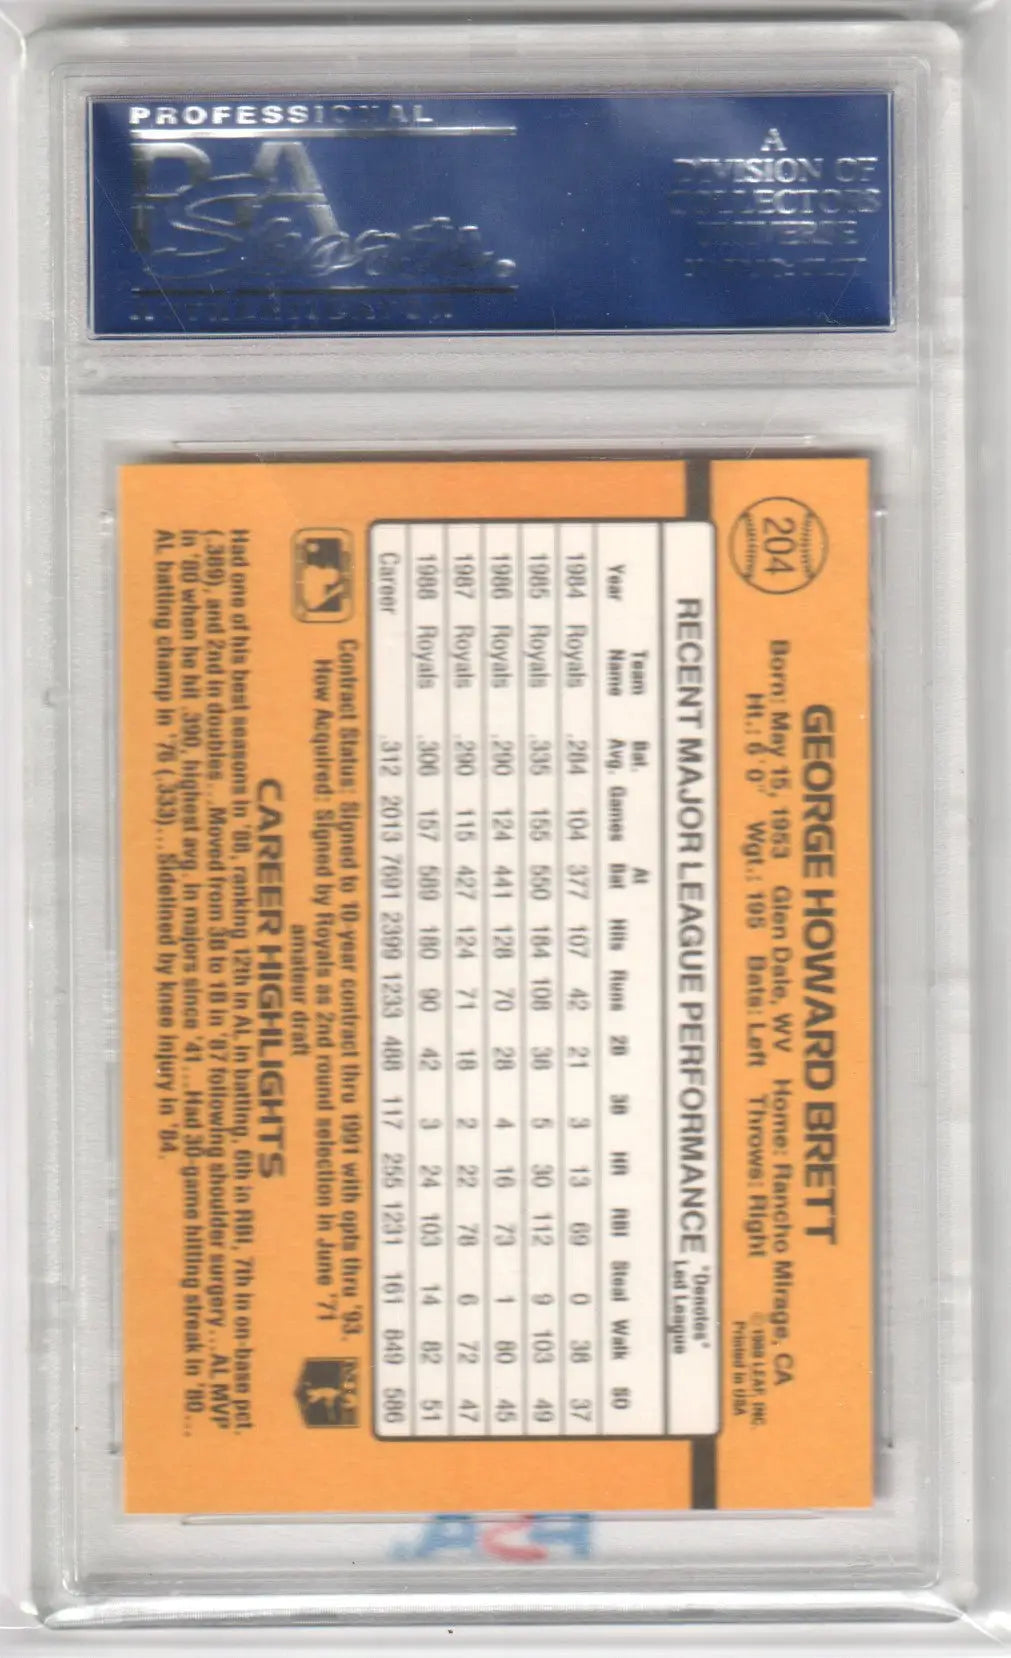 PROFESSIONAL
PSA
Sports
AUTHENTICATOR
A
DIVISION OF
COLLECTORS
UNIVERSE
204
GEORGE HOWARD BRETT
Born: May 15, 1953 Glen Dale, WV Home: Rancho Mirage, CA
Ht.: 6' 0" Wgt.: 195 Bats: Left Throws: Right
© 1988 LEAF, INC.
Printed in USA
RECENT MAJOR LEAGUE PERFORMANCE
*Denotes*
Led League
Year Team Name Bat. Avg. Games At Bat Hits Runs 2B 3B HR RBI Steal Walk SO
1984 Royals .284 104 377 107 42 21 3 13 69 0 38 37
1985 Royals .335 155 550 184 108 38 5 30 112 9 103 49
1986 Royals .290 124 441 128 70 28 4 16 73 1 80 45
1987 Royals .290 115 427 124 71 18 2 22 78 6 72 47
1988 Royals .306 157 589 180 90 42 3 24 103 14 82 51
Career .312 2013 7691 2399 1233 488 117 255 1231 161 849 586
Contract Status: Signed to 10-year contract thru 1991 with opts thru '93.
How Acquired: Signed by Royals as 2nd round selection in June '71
amateur draft
CAREER HIGHLIGHTS
Had one of his best seasons in '88, ranking 12th in AL in batting, 6th in RBI, 7th in on-base pct.
(.389), and 2nd in doubles...Moved from 3B to 1B in '87 following shoulder surgery...AL MVP
in '80 when he hit .390, highest avg. in majors since '41...Had 30-game hitting streak in '80...
AL batting champ in '76 (.333)...Sidelined by knee injury in '84.
PSA